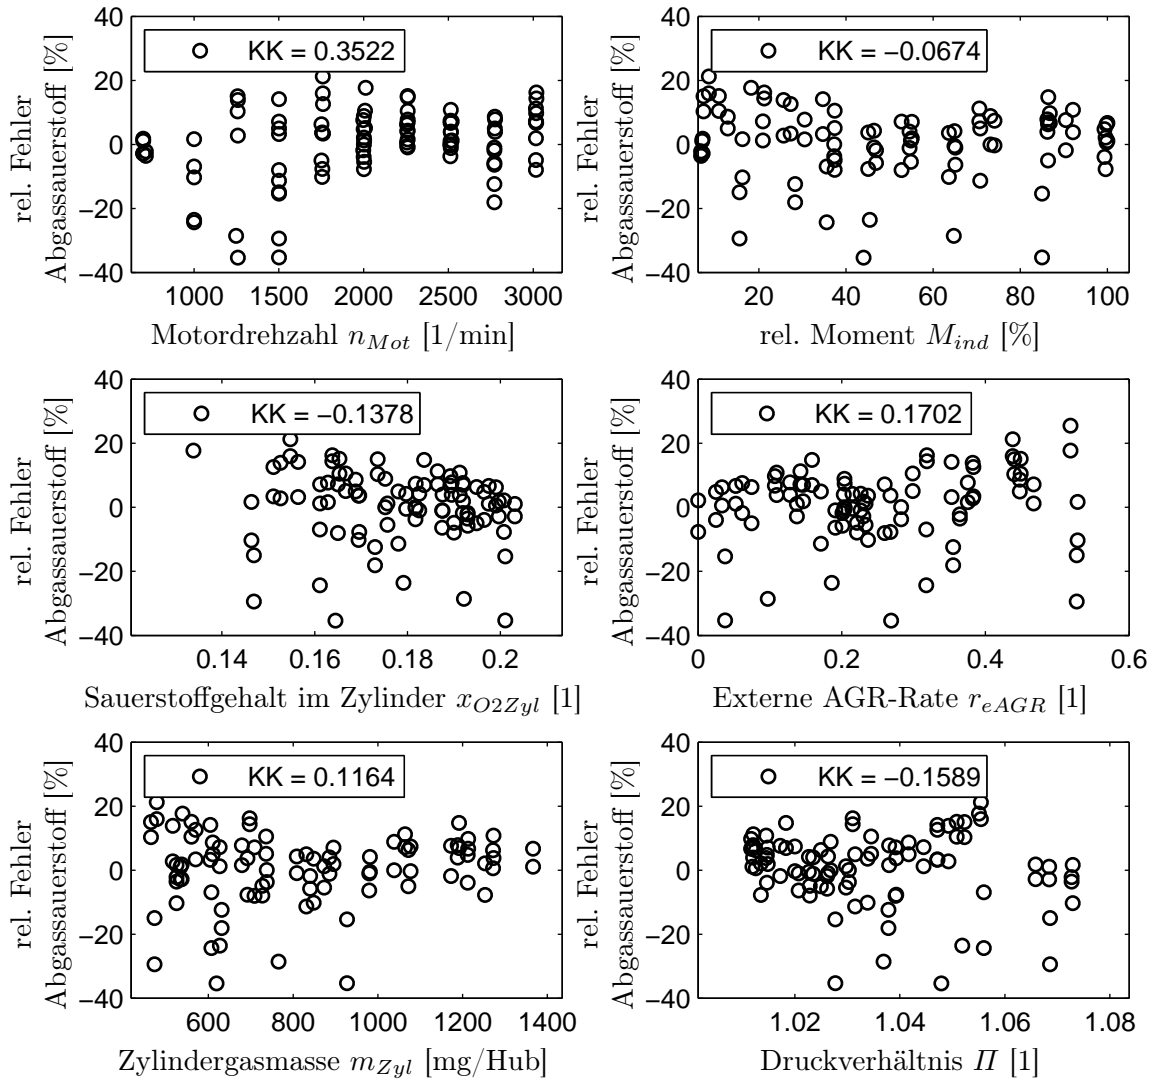 40
20
0
−20
−40
rel. Fehler
Abgassauerstoff [%]
KK = 0.3522
1000 1500 2000 2500 3000
Motordrehzahl n_Mot [1/min]
40
20
0
−20
−40
rel. Fehler
Abgassauerstoff [%]
KK = −0.0674
20 40 60 80 100
rel. Moment M_ind [%]
40
20
0
−20
−40
rel. Fehler
Abgassauerstoff [%]
KK = −0.1378
0.14 0.16 0.18 0.2
Sauerstoffgehalt im Zylinder x_O2Zyl [1]
40
20
0
−20
−40
rel. Fehler
Abgassauerstoff [%]
KK = 0.1702
0 0.2 0.4 0.6
Externe AGR-Rate r_eAGR [1]
40
20
0
−20
−40
rel. Fehler
Abgassauerstoff [%]
KK = 0.1164
600 800 1000 1200 1400
Zylindergasmasse m_Zyl [mg/Hub]
40
20
0
−20
−40
rel. Fehler
Abgassauerstoff [%]
KK = −0.1589
1.02 1.04 1.06 1.08
Druckverhältnis Π [1]